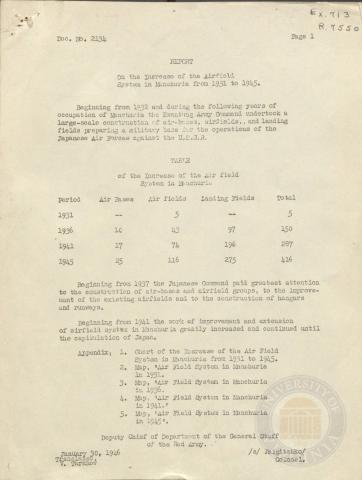 Ex. 713
R. 7550
Doc. No. 2154
Page 1
REPORT
On the Increase of the Airfield
System in Manchuria from 1931 to 1945.
Beginning from 1932 and during the following years of
occupation of Manchuria the Kwantung Army Command undertook a
large-scale construction of air-bases, airfields,, and landing
fields preparing a military base for the operations of the
Japanese Air Forces against the U.S.S.R.
TABLE
of the Increase of the Air field
System in Manchuria
Period Air Bases Air fields Landing Fields Total
1931 -- 5 -- 5
1936 10 43 97 150
1941 17 74 196 287
1945 25 116 275 416
Beginning from 1937 the Japanese Command paid greatest attention
to the construction of air-bases and airfield groups, to the improve-
ment of the existing airfields and to the construction of hangars
and runways.
Beginning from 1941 the work of improvement and extension
of airfield system in Manchuria greatly increased and continued until
the capitulation of Japan.
Appendix, 1. Chart of the Increase of the Air Field
System in Manchuria from 1931 to 1945.
2. Map, 'Air Field System in Manchuria
in 1931.
3. Map, 'Air Field System in Manchuria
in 1936.
4. Map, 'Air Field System in Manchuria
in 1941.'
5. Map, 'Air Field System in Manchuria
in 1945'.
Deputy Chief of Department of the General Staff
of the Red Army.
January 30, 1946 /s/
Translator Colonel.
V.
UNIVERSITY